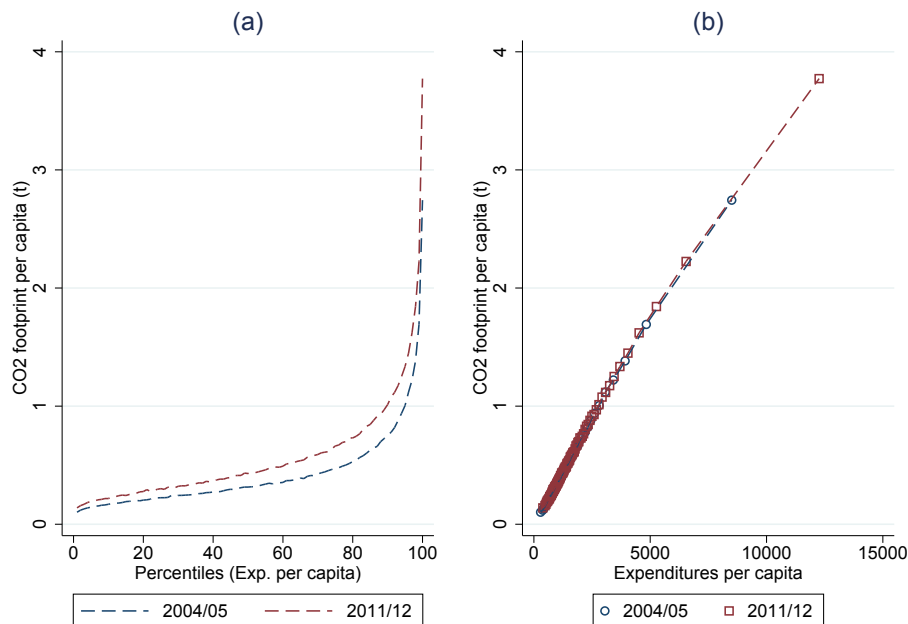 (a)
CO2 footprint per capita (t)
4
3
2
1
0
0 20 40 60 80 100
Percentiles (Exp. per capita)
2004/05 2011/12
(b)
CO2 footprint per capita (t)
4
3
2
1
0
0 5000 10000 15000
Expenditures per capita
2004/05 2011/12